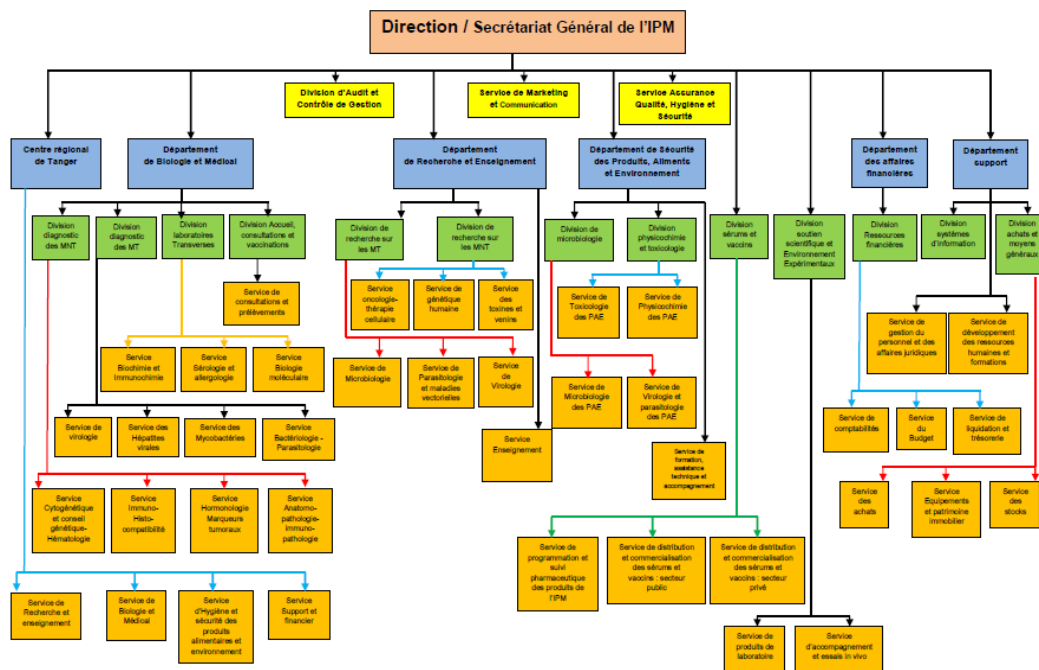 Direction / Secrétariat Général de l'IPM
Division d'Audit et
Contrôle de Gestion
Service de Marketing
et Communication
Service Assurance
Qualité, Hygiène et
Sécurité
Centre régional
de Tanger
Département
de Biologie et Médical
Département
de Recherche et Enseignement
Département de Sécurité
des Produits, Aliments
et Environnement
Département
des affaires
financières
Département
support
Division
diagnostic
des MNT
Division
diagnostic
des MT
Division
laboratoires
Transverses
Division Accueil,
consultations et
vaccinations
Division
de recherche sur
les MT
Division
de recherche sur
les MNT
Division de
microbiologie
Division
physicochimie
et toxicologie
Division
sérums et
vaccins
Division
soutien
scientifique et
Environnement
Expérimentaux
Division
Ressources
financières
Division
systèmes
d'information
Division
achats et
moyens
généraux
Service de
consultations et
prélèvements
Service
oncologie-
thérapie
cellulaire
Service de
génétique
humaine
Service
des
toxines et
venins
Service de
Toxicologie
des PAE
Service de
Physicochimie
des PAE
Service de
gestion du
personnel et des
affaires juridiques
Service de
développement
des ressources
humaines et
formations
Service
Biochimie et
Immunochimie
Service
Sérologie et
allergologie
Service
Biologie
moléculaire
Service
de Microbiologie
Service
de Parasitologie
et maladies
vectorielles
Service
de
Virologie
Service de
Microbiologie
des PAE
Service de
Virologie et
parasitologie
des PAE
Service de
comptabilités
Service
du
Budget
Service de
liquidation et
trésorerie
Service de
virologie
Service des
Hépatites
virales
Service des
Mycobactéries
Service
Bactériologie -
Parasitologie
Service
Enseignement
Service
de formation,
assistance
technique et
accompagnement
Service
des
achats
Service
Equipements
et patrimoine
immobilier
Service
des
stocks
Service
Cytogénétique
et conseil
génétique-
Hématologie
Service
Immuno-
Histo-
compatibilité
Service
Hormonologie
Marqueurs
tumoraux
Service
Anatomo-
pathologie-
immuno-
pathologie
Service de
programmation et
suivi
pharmaceutique
des produits de
l'IPM
Service de distribution
et commercialisation
des sérums et
vaccins : secteur
public
Service de distribution
et commercialisation
des sérums et
vaccins : secteur
privé
Service de
Recherche et
enseignement
Service de
Biologie et
Médical
Service
d'Hygiène et
sécurité des
produits
alimentaires et
environnement
Service
Support et
financier
Service de
produits de
laboratoire
Service
d'accompagnement
et essais in vivo